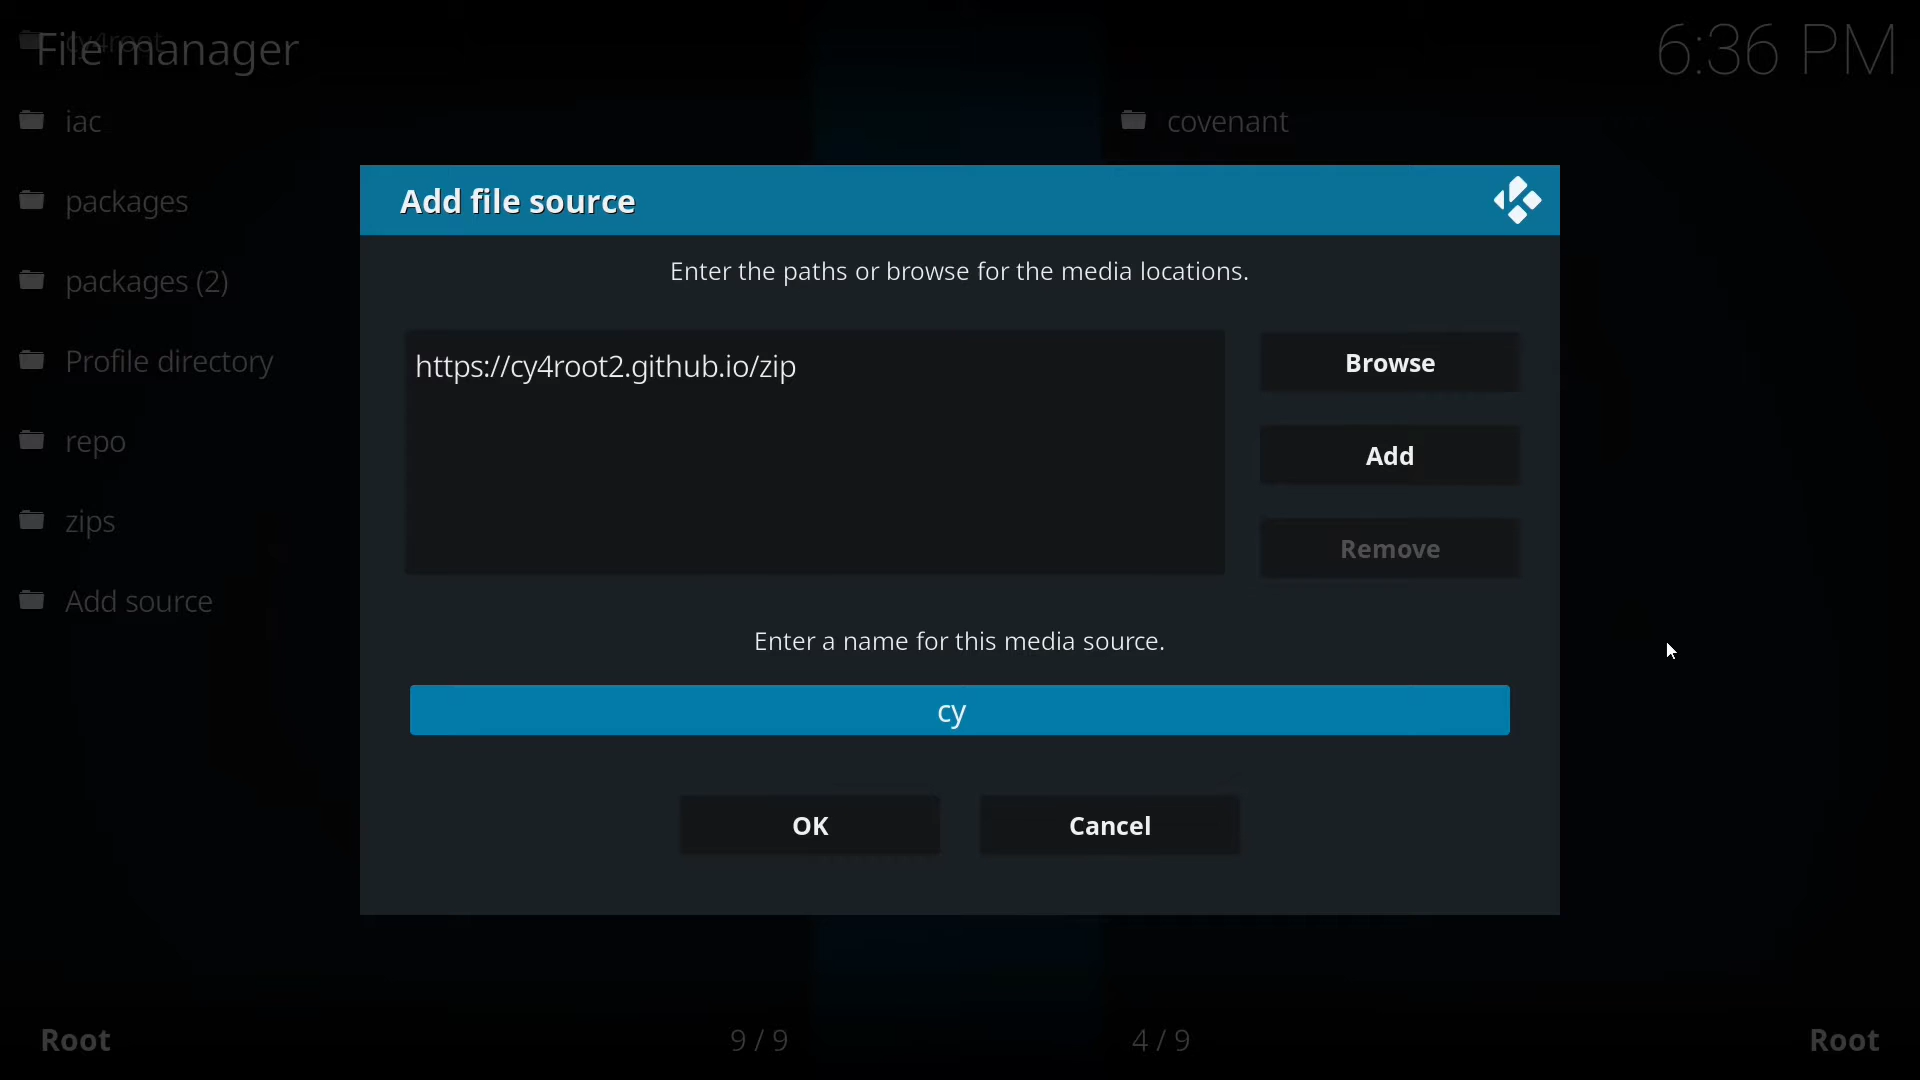 cy4root
File manager
6:36 PM
iac
covenant
packages
packages (2)
Profile directory
repo
zips
Add source
Add file source
Enter the paths or browse for the media locations.
https://cy4root2.github.io/zip
Browse
Add
Remove
Enter a name for this media source.
cy
OK
Cancel
Root
9 / 9
4 / 9
Root